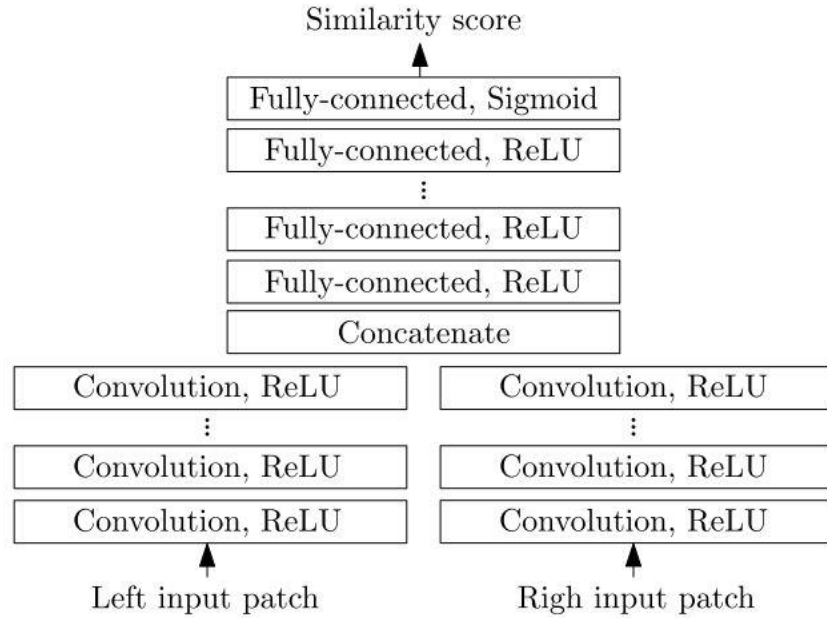 Similarity score
Fully-connected, Sigmoid
Fully-connected, ReLU
⋮
Fully-connected, ReLU
Fully-connected, ReLU
Concatenate
Convolution, ReLU Convolution, ReLU
⋮ ⋮
Convolution, ReLU Convolution, ReLU
Convolution, ReLU Convolution, ReLU
Left input patch Righ input patch